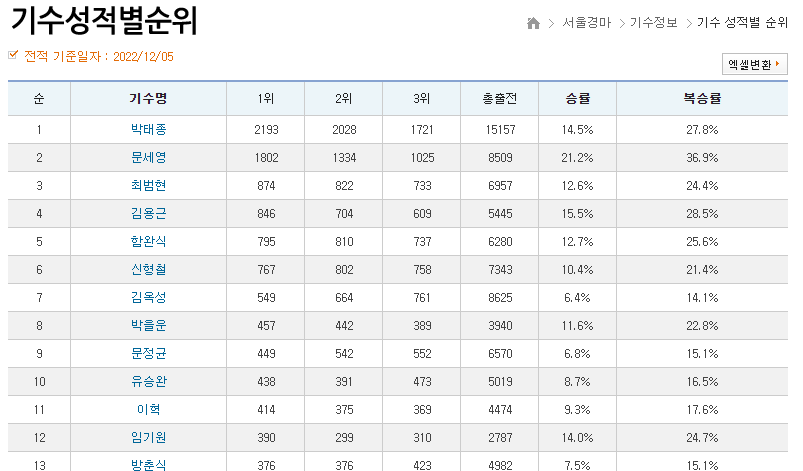 기수성적별순위
서울경마 > 기수정보 > 기수 성적별 순위
전적 기준일자 : 2022/12/05
엑셀변환
순 기수명 1위 2위 3위 총출전 승률 복승률
1 박태종 2193 2028 1721 15157 14.5% 27.8%
2 문세영 1802 1334 1025 8509 21.2% 36.9%
3 최범현 874 822 733 6957 12.6% 24.4%
4 김용근 846 704 609 5445 15.5% 28.5%
5 함완식 795 810 737 6280 12.7% 25.6%
6 신형철 767 802 758 7343 10.4% 21.4%
7 김옥성 549 664 761 8625 6.4% 14.1%
8 박을운 457 442 389 3940 11.6% 22.8%
9 문정균 449 542 552 6570 6.8% 15.1%
10 유승완 438 391 473 5019 8.7% 16.5%
11 이혁 414 375 369 4474 9.3% 17.6%
12 임기원 390 299 310 2787 14.0% 24.7%
13 방춘식 376 376 423 4982 7.5% 15.1%